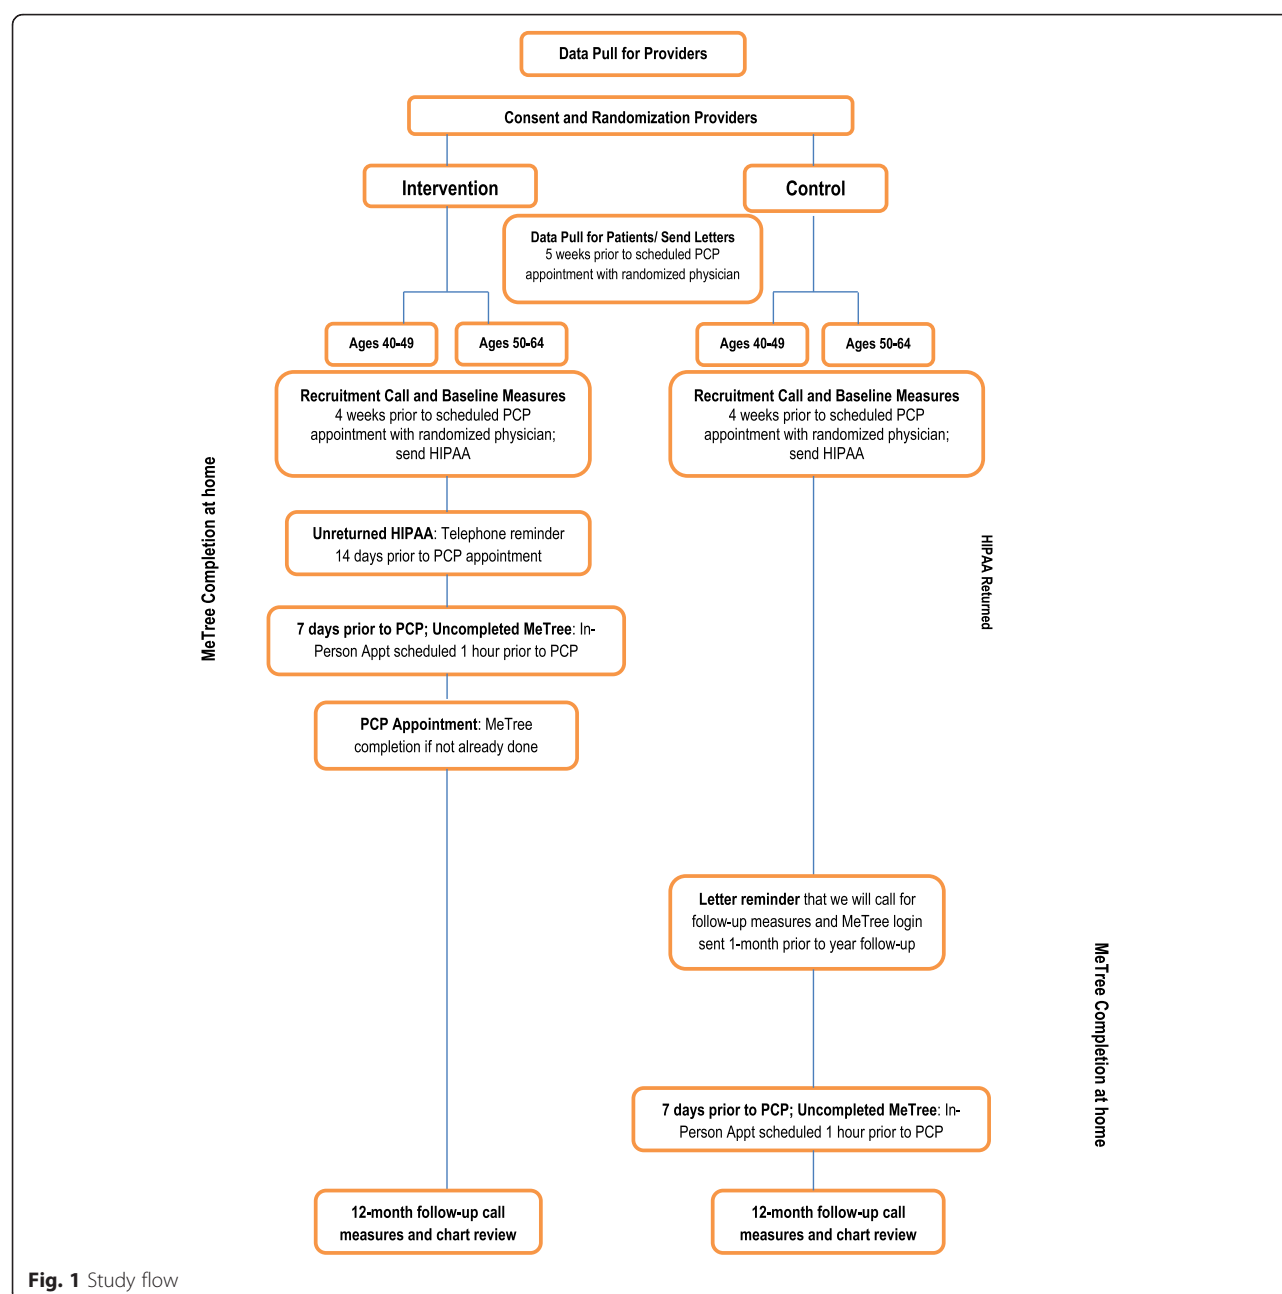 Data Pull for Providers
Consent and Randomization Providers
Intervention
Control
Data Pull for Patients/ Send Letters
5 weeks prior to scheduled PCP
appointment with randomized physician
Ages 40-49
Ages 50-64
Ages 40-49
Ages 50-64
Recruitment Call and Baseline Measures
4 weeks prior to scheduled PCP
appointment with randomized physician;
send HIPAA
Recruitment Call and Baseline Measures
4 weeks prior to scheduled PCP
appointment with randomized physician;
send HIPAA
MeTree Completion at home
Unreturned HIPAA: Telephone reminder
14 days prior to PCP appointment
HIPAA Returned
7 days prior to PCP; Uncompleted MeTree: In-
Person Appt scheduled 1 hour prior to PCP
PCP Appointment: MeTree
completion if not already done
Letter reminder that we will call for
follow-up measures and MeTree login
sent 1-month prior to year follow-up
MeTree Completion at home
7 days prior to PCP; Uncompleted MeTree: In-
Person Appt scheduled 1 hour prior to PCP
12-month follow-up call
measures and chart review
12-month follow-up call
measures and chart review
Fig. 1 Study flow